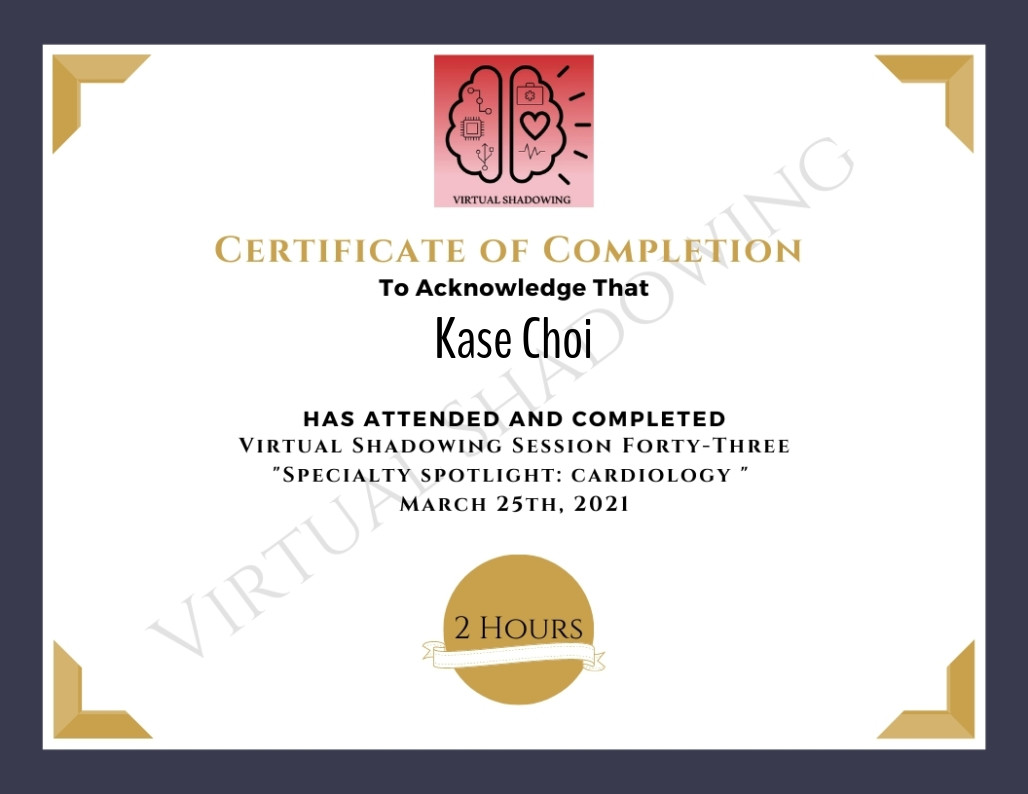 VIRTUAL SHADOWING
CERTIFICATE OF COMPLETION
To Acknowledge That
Kase Choi
HAS ATTENDED AND COMPLETED
VIRTUAL SHADOWING SESSION FORTY-THREE
"SPECIALTY SPOTLIGHT: CARDIOLOGY "
MARCH 25TH, 2021
VIRTUAL SHADOWING
2 HOURS